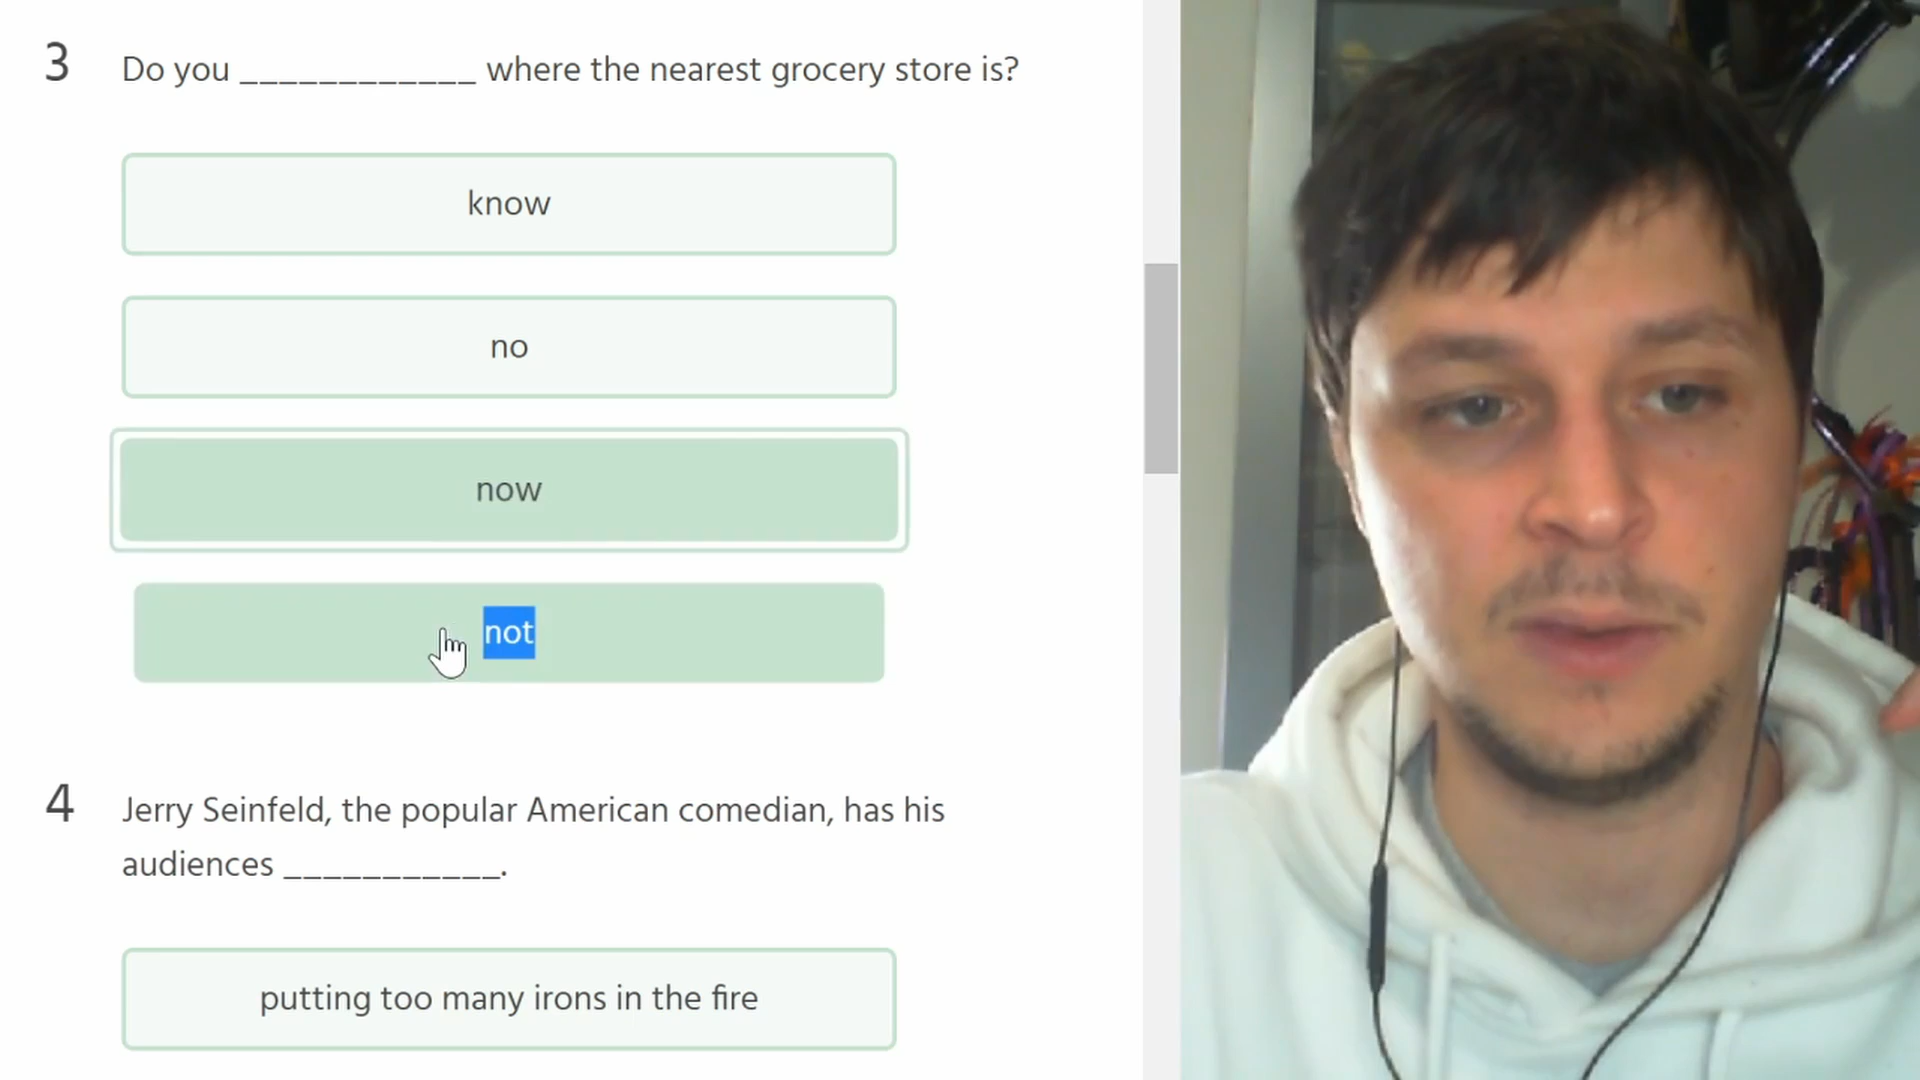 3 Do you ____________ where the nearest grocery store is?
know
no
now
not
4 Jerry Seinfeld, the popular American comedian, has his
audiences ___________.
putting too many irons in the fire